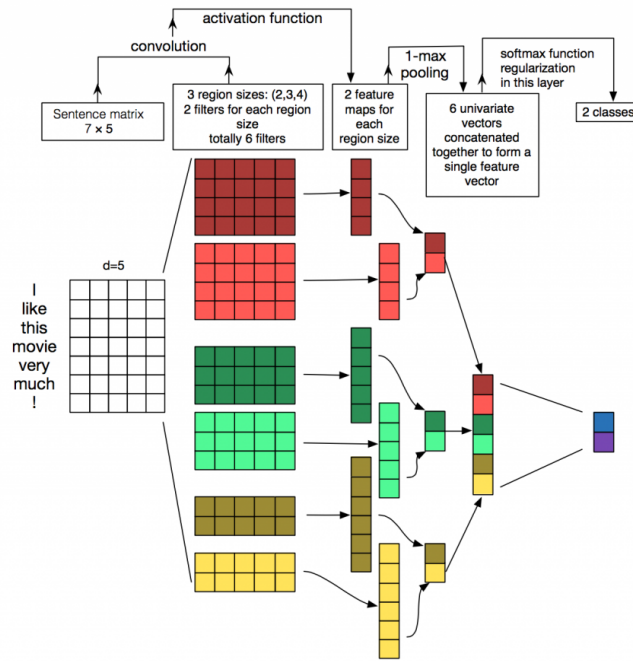 activation function
convolution
1-max
pooling
softmax function
regularization
in this layer
Sentence matrix
7 × 5
3 region sizes: (2,3,4)
2 filters for each region
size
totally 6 filters
2 feature
maps for
each
region size
6 univariate
vectors
concatenated
together to form a
single feature
vector
2 classes
d=5
I
like
this
movie
very
much
!